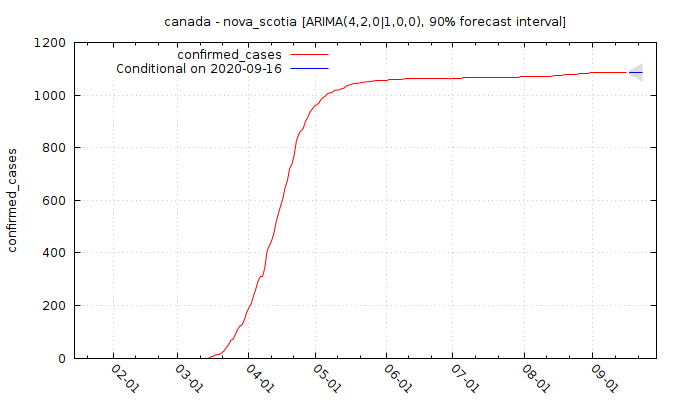 canada - nova_scotia [ARIMA(4,2,0|1,0,0), 90% forecast interval]
confirmed_cases
Conditional on 2020-09-16
confirmed_cases
1200
1000
800
600
400
200
0
02-01 03-01 04-01 05-01 06-01 07-01 08-01 09-01